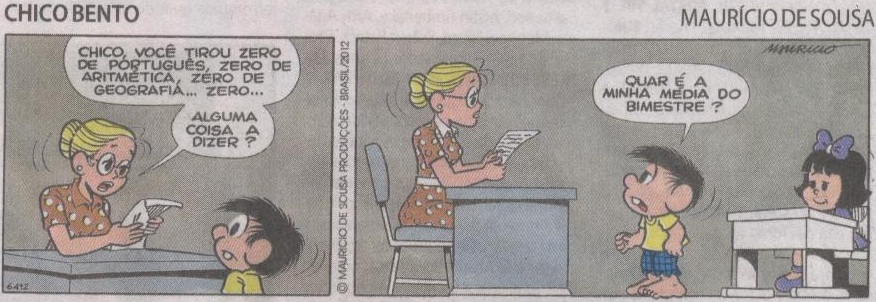 CHICO BENTO
MAURÍCIO DE SOUSA
CHICO, VOCÊ TIROU ZERO
DE PORTUGUÊS, ZERO DE
ARITMÉTICA, ZERO DE
GEOGRAFIA... ZERO...
ALGUMA
COISA A
DIZER ?
6412
© MAURICIO DE SOUSA PRODUÇÕES - BRASIL/2012
QUAR É A
MINHA MÉDIA DO
BIMESTRE ?
MAURICIO